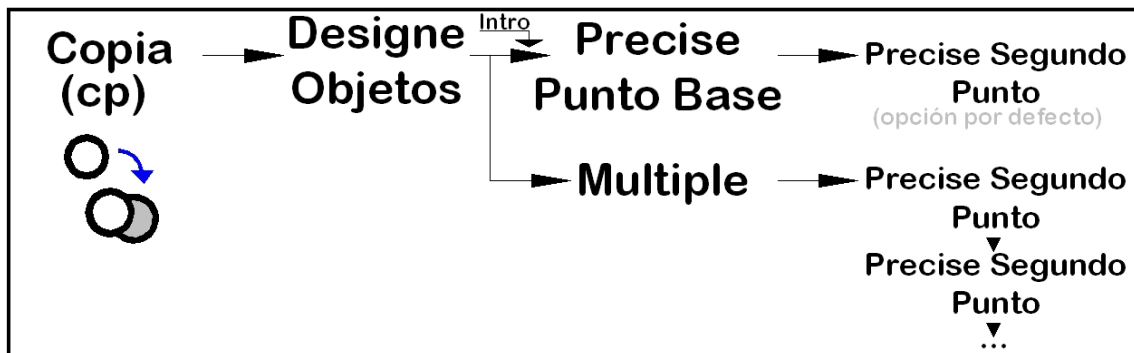 Copia
(cp)
Designe
Objetos
Intro
Precise
Punto Base
Precise Segundo
Punto
(opción por defecto)
Multiple
Precise Segundo
Punto
Precise Segundo
Punto
...